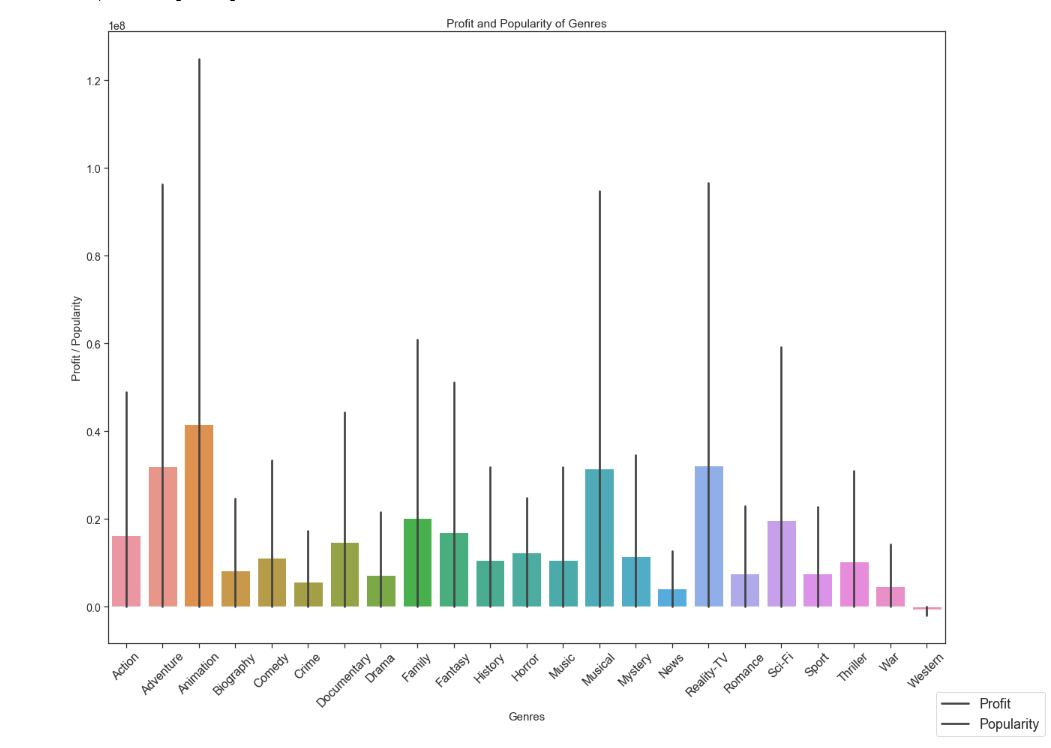 Profit and Popularity of Genres
1e8
1.2
1.0
0.8
0.6
0.4
0.2
0.0
Profit / Popularity
Action
Adventure
Animation
Biography
Comedy
Crime
Documentary
Drama
Family
Fantasy
History
Horror
Music
Musical
Mystery
News
Reality-TV
Romance
Sci-Fi
Sport
Thriller
War
Western
Genres
Profit
Popularity